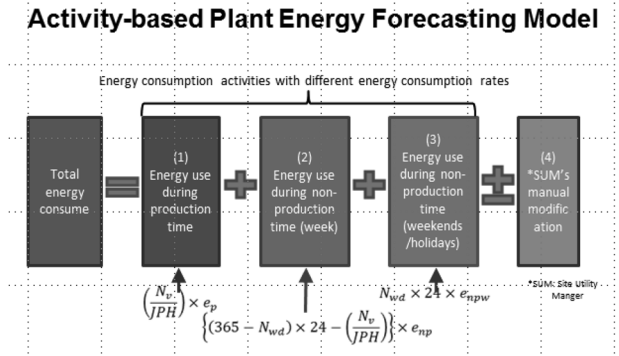 Activity-based Plant Energy Forecasting Model
Energy consumption activities with different energy consumption rates
Total
energy
consume
=
(1)
Energy use
during
production
time
+
(2)
Energy use
during non-
production
time (week)
+
(3)
Energy use
during non-
production
time
(weekends
/holidays)
±
(4)
*SUM's
manual
modific
ation
*SUM: Site Utility
Manger
(N_v/JPH) × e_p
{(365 − N_wd) × 24 − (N_v/JPH)} × e_np
N_wd × 24 × e_npw